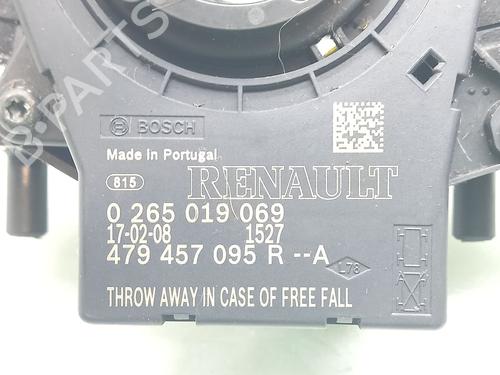 B-PARTS
BOSCH
Made in Portugal
815
RENAULT
0 265 019 069
17-02-08 1527
479 457 095 R --A
L78
THROW AWAY IN CASE OF FREE FALL